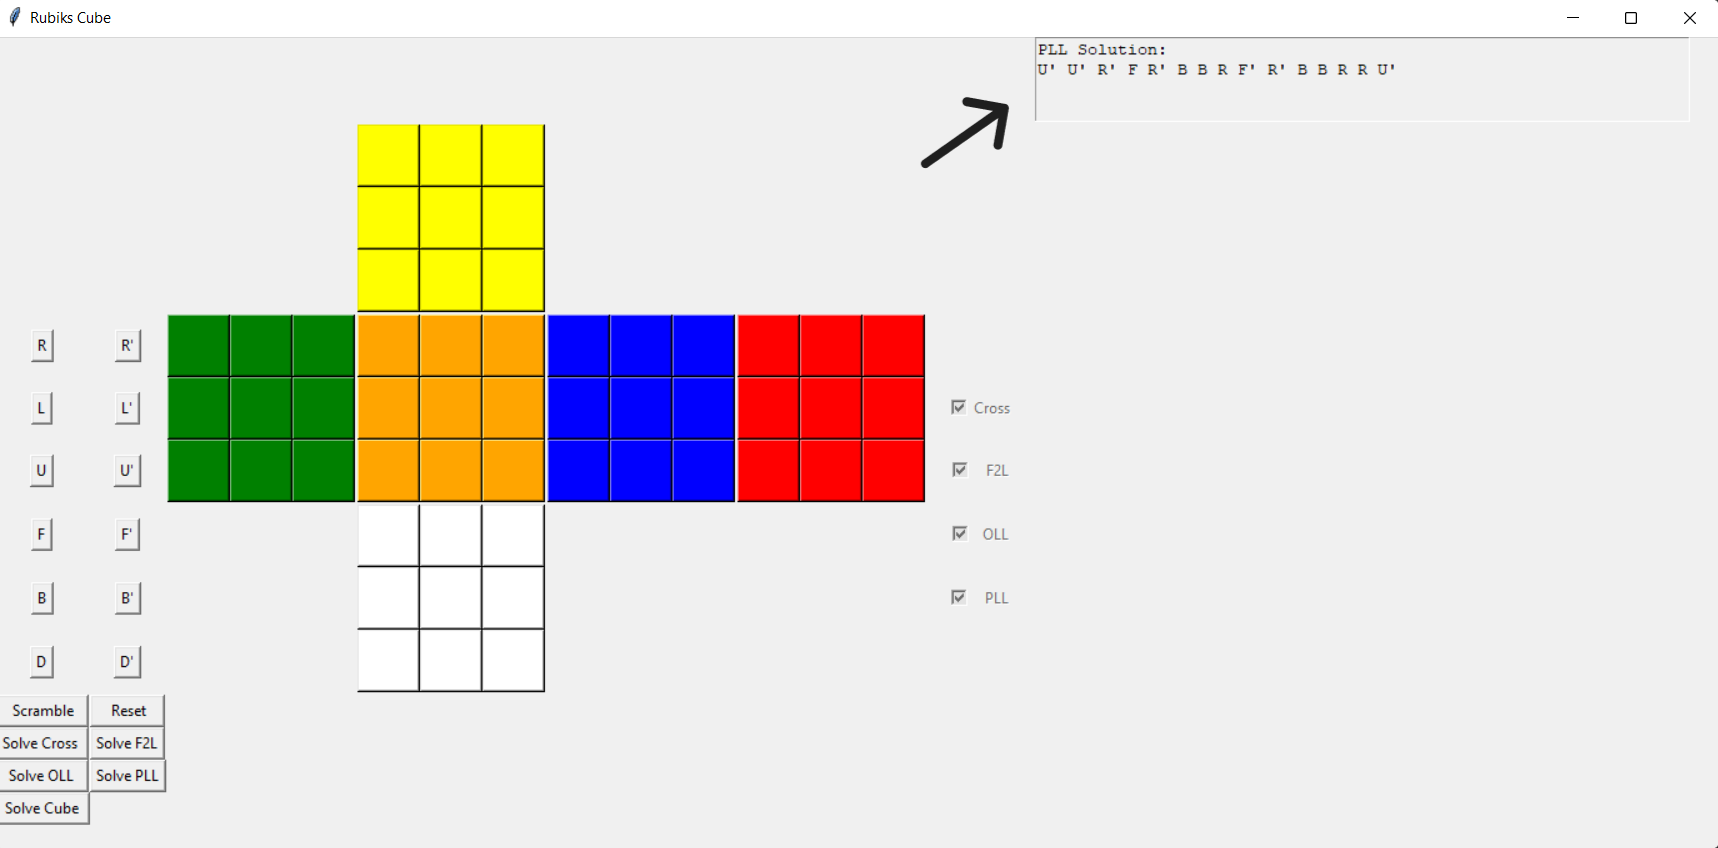 Rubiks Cube
PLL Solution:
U' U' R' F R' B B R F' R' B B R R U'
R R'
L L'
Cross
U U'
F2L
F F'
OLL
B B'
PLL
D D'
Scramble Reset
Solve Cross Solve F2L
Solve OLL Solve PLL
Solve Cube